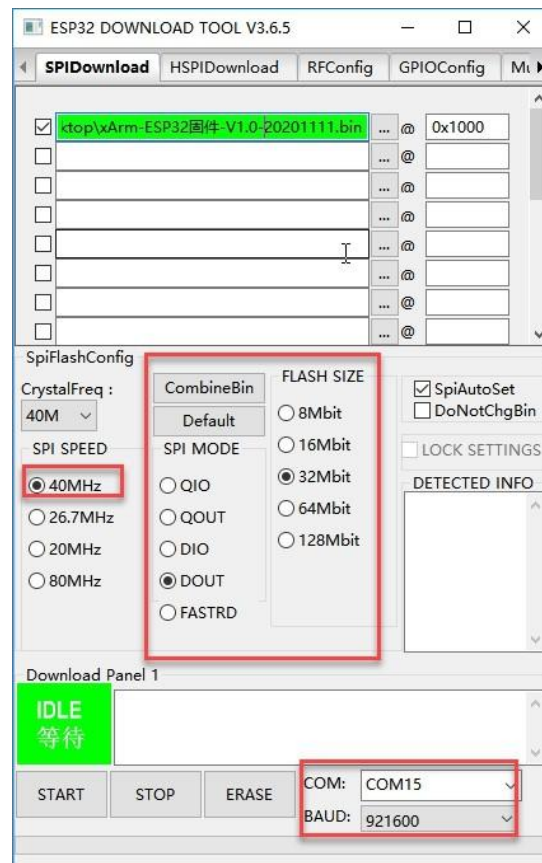 ESP32 DOWNLOAD TOOL V3.6.5
SPIDownload HSPIDownload RFConfig GPIOConfig Mu
ktop\xArm-ESP32固件-V1.0-20201111.bin ... @ 0x1000
... @
... @
... @
... @
... @
... @
... @
SpiFlashConfig
CrystalFreq :
40M
SPI SPEED
40MHz
26.7MHz
20MHz
80MHz
CombineBin
Default
SPI MODE
QIO
QOUT
DIO
DOUT
FASTRD
FLASH SIZE
8Mbit
16Mbit
32Mbit
64Mbit
128Mbit
SpiAutoSet
DoNotChgBin
LOCK SETTINGS
DETECTED INFO
Download Panel 1
IDLE
等待
START STOP ERASE
COM: COM15
BAUD: 921600